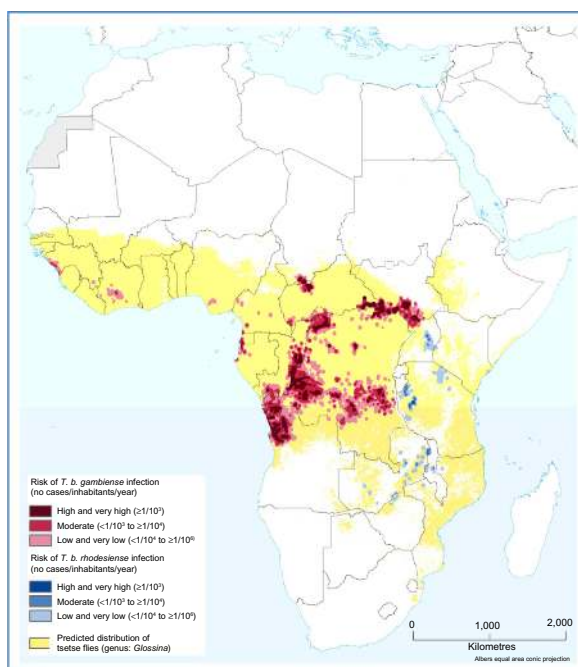 Risk of T. b. gambiense infection
(no cases/inhabitants/year)
High and very high (≥1/10³)
Moderate (<1/10³ to ≥1/10⁴)
Low and very low (<1/10⁴ to ≥1/10⁶⁾
Risk of T. b. rhodesiense infection
(no cases/inhabitants/year)
High and very high (≥1/10³)
Moderate (<1/10³ to ≥1/10⁴)
Low and very low (<1/10⁴ to ≥1/10⁶)
Predicted distribution of
tsetse flies (genus: Glossina)
0 1,000 2,000
Kilometres
Albers equal area conic projection